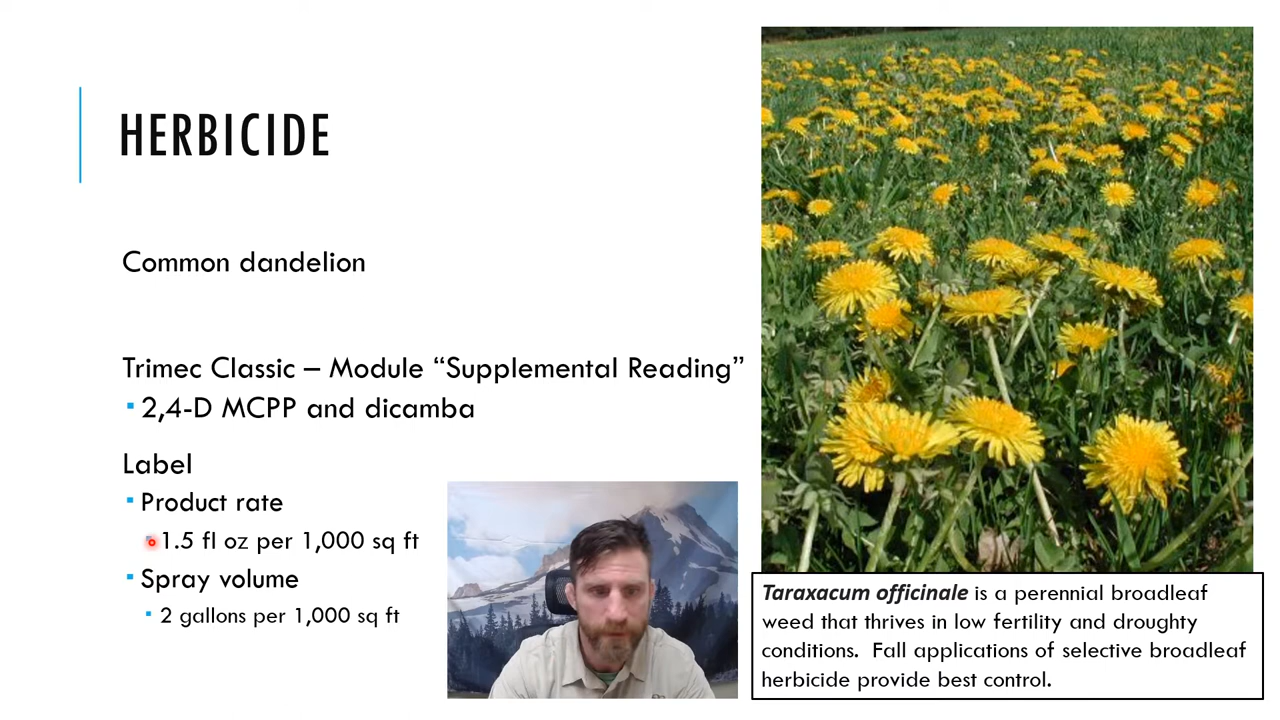 HERBICIDE
Common dandelion
Trimec Classic – Module “Supplemental Reading”
2,4-D MCPP and dicamba
Label
Product rate
1.5 fl oz per 1,000 sq ft
Spray volume
2 gallons per 1,000 sq ft
Taraxacum officinale is a perennial broadleaf
weed that thrives in low fertility and droughty
conditions.  Fall applications of selective broadleaf
herbicide provide best control.